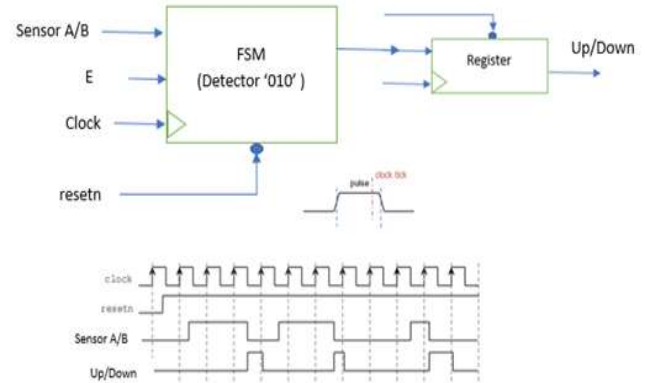 Sensor A/B
FSM
(Detector '010' )
E
Clock
resetn
Register
Up/Down
pulse
clock tick
clock
resetn
Sensor A/B
Up/Down